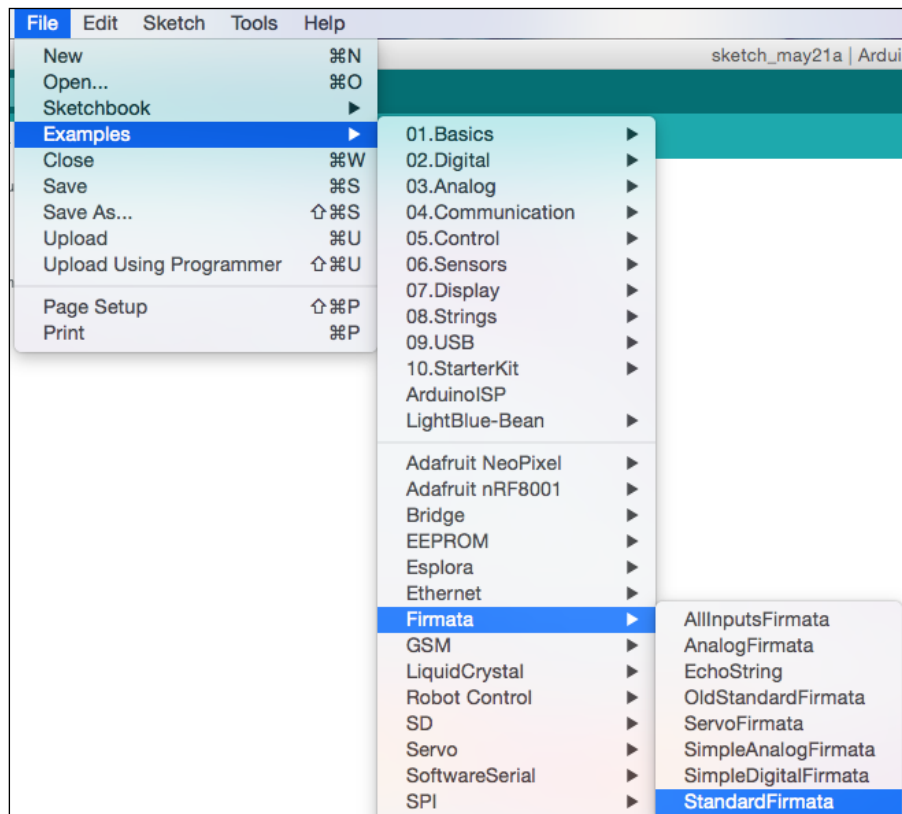 File Edit Sketch Tools Help
sketch_may21a | Ardui
New ⌘N
Open... ⌘O
Sketchbook ▶
Examples ▶
Close ⌘W
Save ⌘S
Save As... ⇧⌘S
Upload ⌘U
Upload Using Programmer ⇧⌘U
Page Setup ⇧⌘P
Print ⌘P
01.Basics ▶
02.Digital ▶
03.Analog ▶
04.Communication ▶
05.Control ▶
06.Sensors ▶
07.Display ▶
08.Strings ▶
09.USB ▶
10.StarterKit ▶
ArduinoISP
LightBlue-Bean ▶
Adafruit NeoPixel ▶
Adafruit nRF8001 ▶
Bridge ▶
EEPROM ▶
Esplora ▶
Ethernet ▶
Firmata ▶
GSM ▶
LiquidCrystal ▶
Robot Control ▶
SD ▶
Servo ▶
SoftwareSerial ▶
SPI ▶
AllInputsFirmata
AnalogFirmata
EchoString
OldStandardFirmata
ServoFirmata
SimpleAnalogFirmata
SimpleDigitalFirmata
StandardFirmata